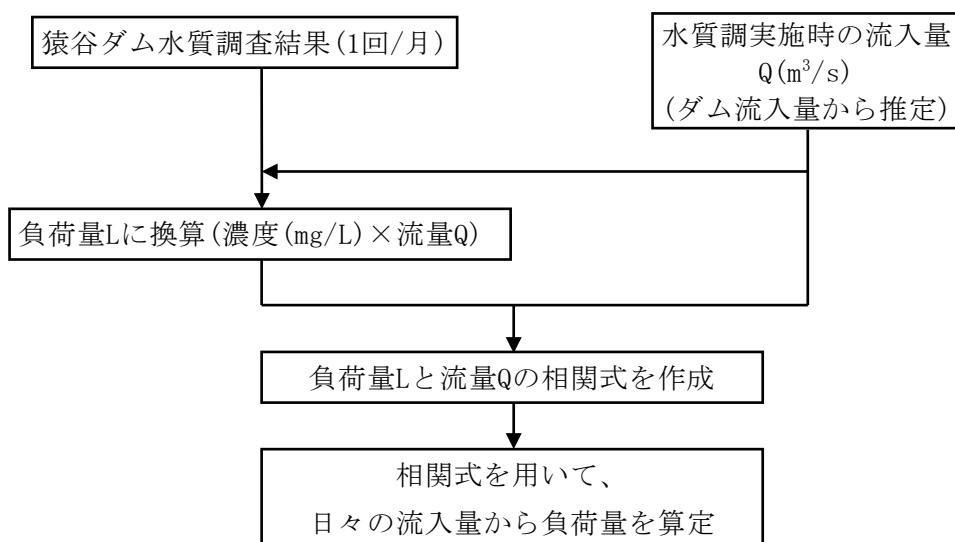 猿谷ダム水質調査結果(1回/月)
水質調実施時の流入量
Q(m³/s)
(ダム流入量から推定)
負荷量Lに換算(濃度(mg/L)×流量Q)
負荷量Lと流量Qの相関式を作成
相関式を用いて、
日々の流入量から負荷量を算定